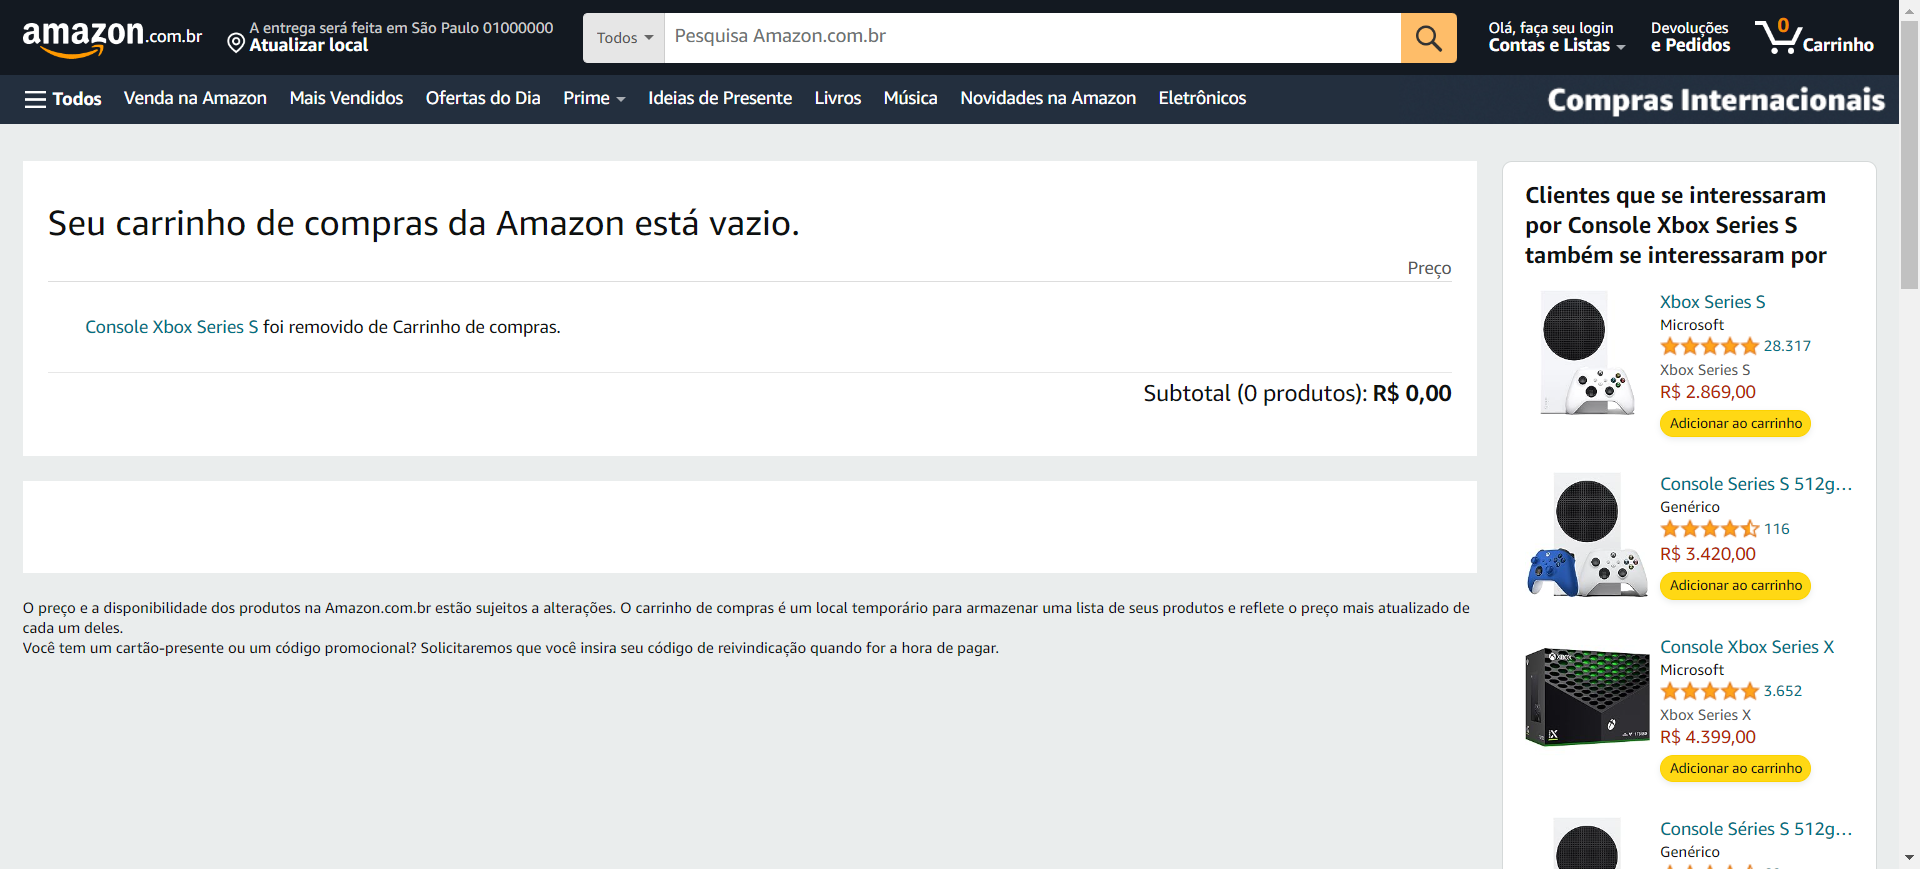 amazon.com.br
A entrega será feita em São Paulo 01000000
Atualizar local
Todos
Pesquisa Amazon.com.br
Olá, faça seu login
Contas e Listas
Devoluções
e Pedidos
0
Carrinho
Todos
Venda na Amazon
Mais Vendidos
Ofertas do Dia
Prime
Ideias de Presente
Livros
Música
Novidades na Amazon
Eletrônicos
Compras Internacionais
Seu carrinho de compras da Amazon está vazio.
Preço
Console Xbox Series S foi removido de Carrinho de compras.
Subtotal (0 produtos): R$ 0,00
O preço e a disponibilidade dos produtos na Amazon.com.br estão sujeitos a alterações. O carrinho de compras é um local temporário para armazenar uma lista de seus produtos e reflete o preço mais atualizado de
cada um deles.
Você tem um cartão-presente ou um código promocional? Solicitaremos que você insira seu código de reivindicação quando for a hora de pagar.
Clientes que se interessaram
por Console Xbox Series S
também se interessaram por
Xbox Series S
Microsoft
28.317
Xbox Series S
R$ 2.869,00
Adicionar ao carrinho
Console Series S 512g...
Genérico
116
R$ 3.420,00
Adicionar ao carrinho
XBOX
Console Xbox Series X
Microsoft
3.652
Xbox Series X
R$ 4.399,00
Adicionar ao carrinho
Console Séries S 512g...
Genérico